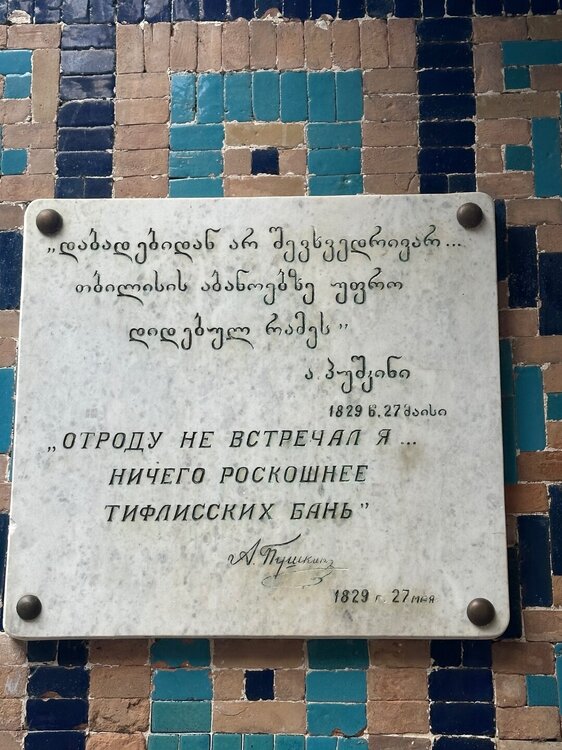 „დაბადებიდან არ შევხვედრივარ...
თბილისის აბანოებზე უფრო
დიდებულ რამეს”
ა. პუშკინი
1829 წ. 27 მაისი
„ОТРОДУ НЕ ВСТРЕЧАЛ Я...
НИЧЕГО РОСКОШНЕЕ
ТИФЛИССКИХ БАНЬ”
А. Пушкин
1829 г. 27 мая